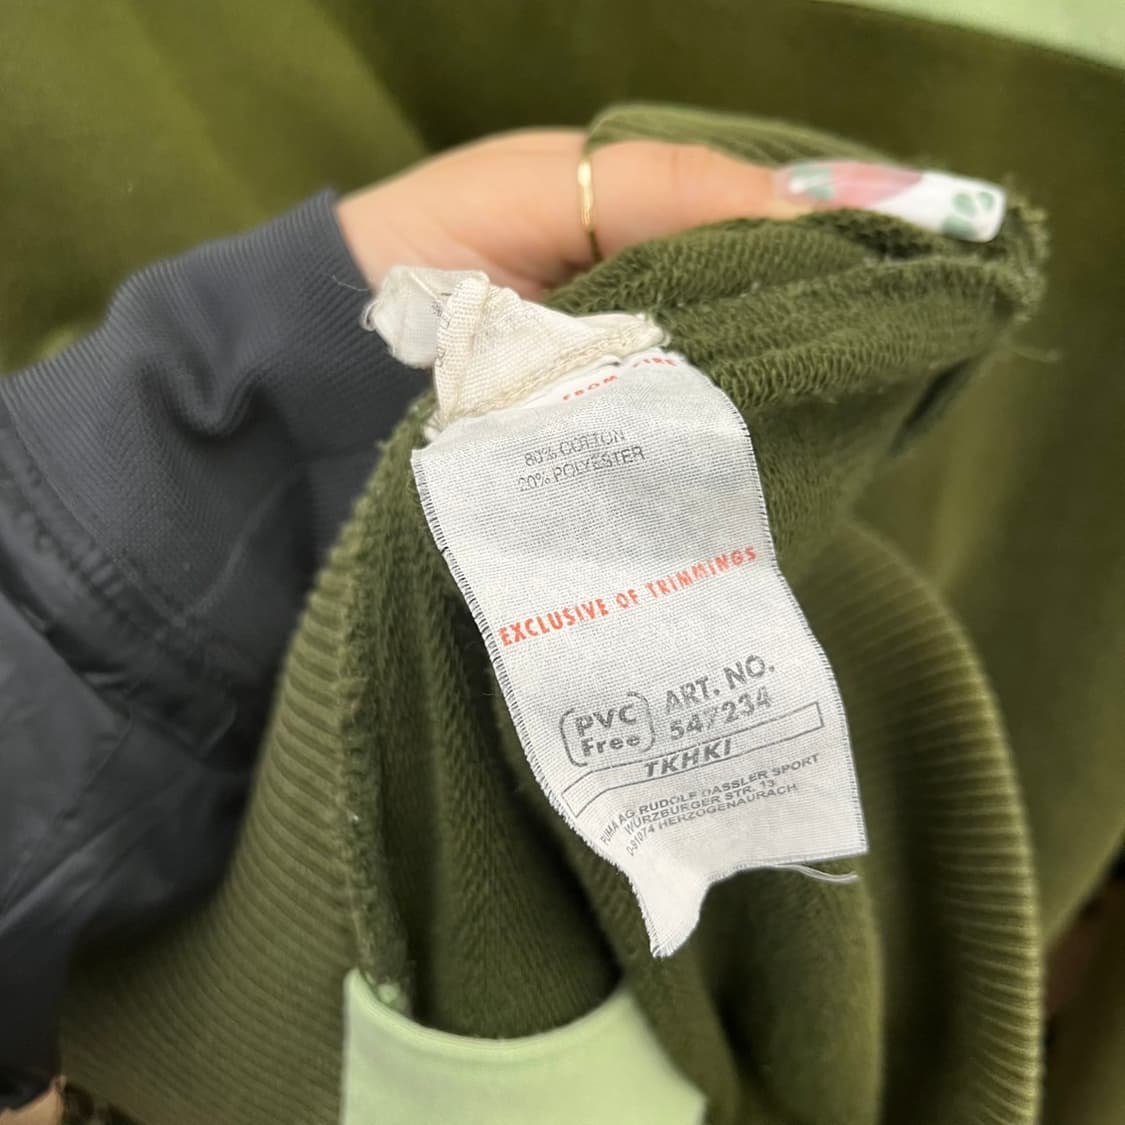 80% COTTON
20% POLYESTER
EXCLUSIVE OF TRIMMINGS
PVC
Free
ART. NO.
547234
TKHKI
PUMA AG RUDOLF DASSLER SPORT
WÜRZBURGER STR. 13
D-91074 HERZOGENAURACH